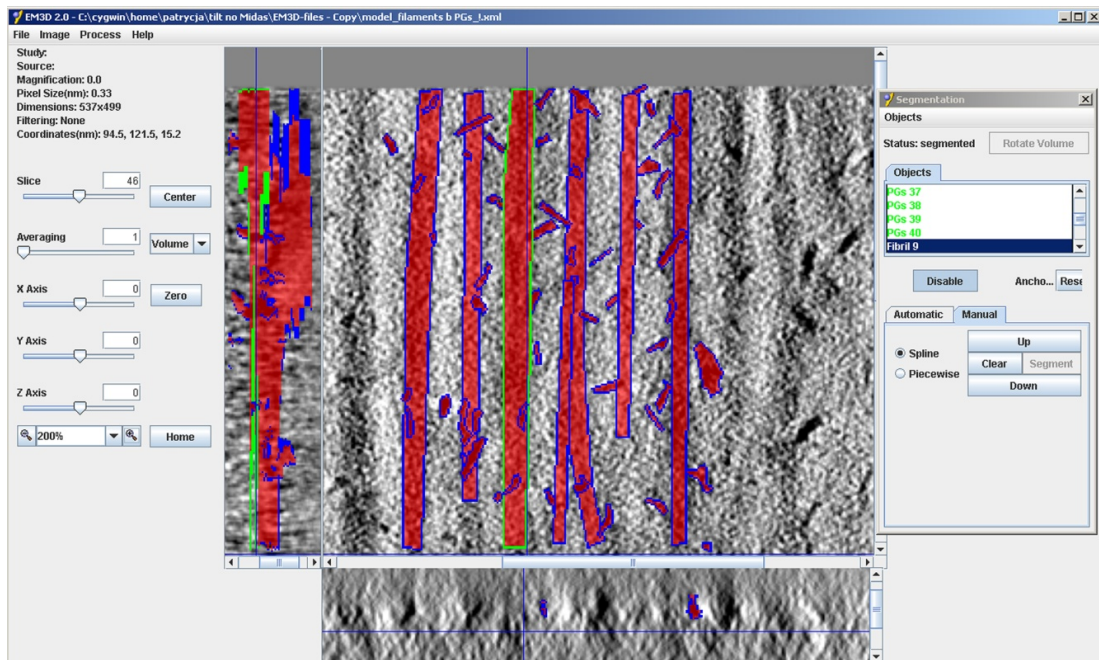 EM3D 2.0 - C:\cygwin\home\patrycja\tilt no Midas\EM3D-files - Copy\model_filaments b PGs_!.xml
File Image Process Help
Study:
Source:
Magnification: 0.0
Pixel Size(nm): 0.33
Dimensions: 537x499
Filtering: None
Coordinates(nm): 94.5, 121.5, 15.2
Slice 46
Center
Averaging 1
Volume
X Axis 0
Zero
Y Axis 0
Z Axis 0
200%
Home
Segmentation
Objects
Status: segmented
Rotate Volume
Objects
PGs 37
PGs 38
PGs 39
PGs 40
Fibril 9
Disable
Ancho... Rese
Automatic Manual
Spline
Piecewise
Up
Clear Segment
Down